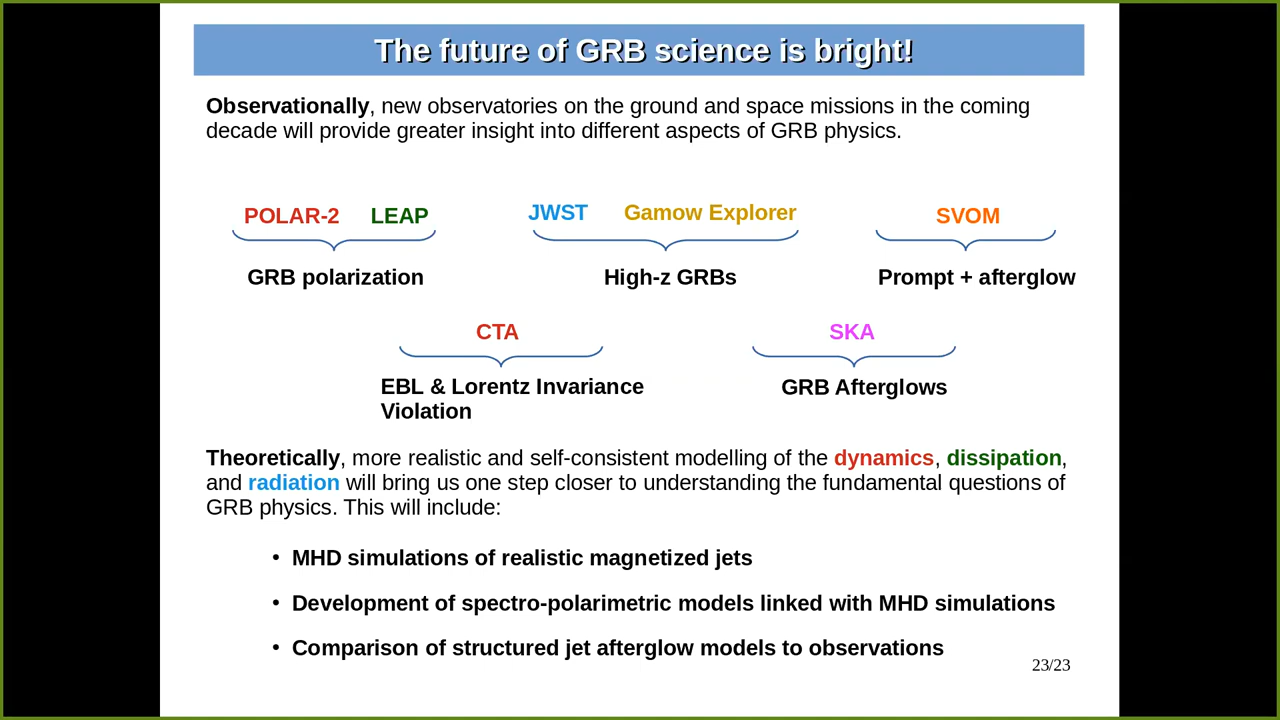 The future of GRB science is bright!
Observationally, new observatories on the ground and space missions in the coming
decade will provide greater insight into different aspects of GRB physics.
POLAR-2 LEAP JWST Gamow Explorer SVOM
GRB polarization High-z GRBs Prompt + afterglow
CTA SKA
EBL & Lorentz Invariance
Violation
GRB Afterglows
Theoretically, more realistic and self-consistent modelling of the dynamics, dissipation,
and radiation will bring us one step closer to understanding the fundamental questions of
GRB physics. This will include:
• MHD simulations of realistic magnetized jets
• Development of spectro-polarimetric models linked with MHD simulations
• Comparison of structured jet afterglow models to observations
23/23